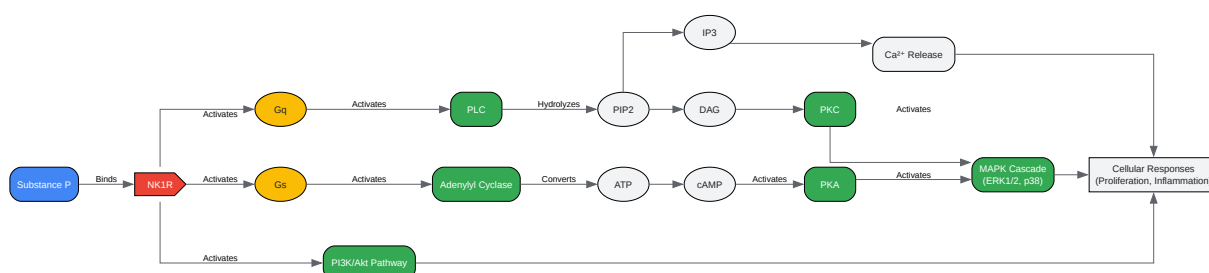 IP3
Ca²⁺ Release
Activates
Gq
Activates
PLC
Hydrolyzes
PIP2
DAG
PKC
Activates
Substance P
Binds
NK1R
Activates
Gs
Activates
Adenylyl Cyclase
Converts
ATP
cAMP
Activates
PKA
Activates
MAPK Cascade
(ERK1/2, p38)
Cellular Responses
(Proliferation, Inflammation
Activates
PI3K/Akt Pathway